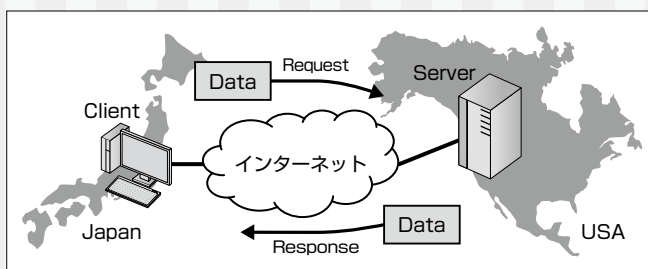 Request
Data
Server
Client
インターネット
Data
Japan
USA
Response